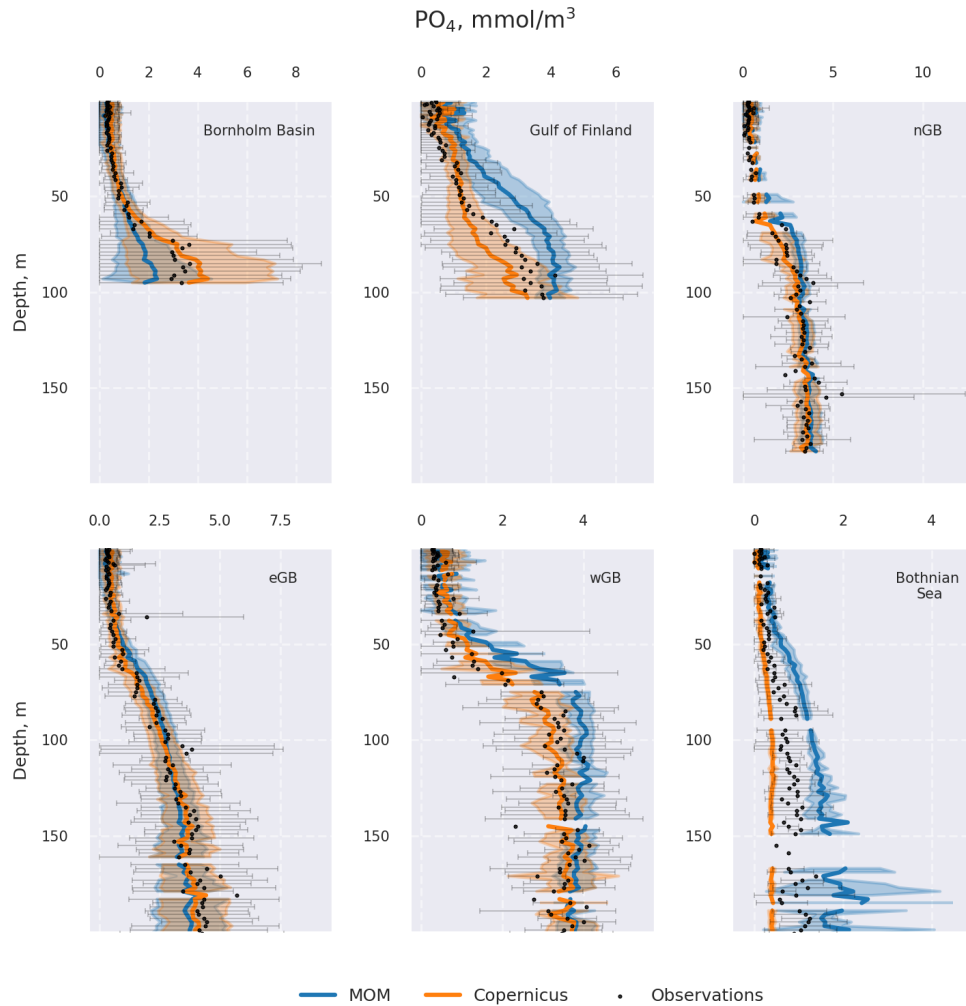 PO₄, mmol/m³
0 2 4 6 8
0 2 4 6
0 5 10
Bornholm Basin
Gulf of Finland
nGB
50
100
150
50
100
150
50
100
150
Depth, m
0.0 2.5 5.0 7.5
0 2 4
0 2 4
eGB
wGB
Bothnian
Sea
50
100
150
50
100
150
50
100
150
Depth, m
MOM Copernicus Observations